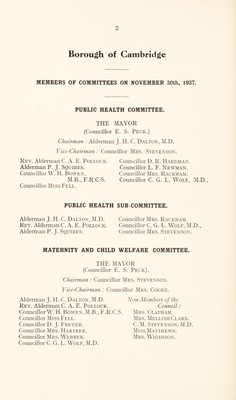 2
Borough of Cambridge
MEMBERS OF COMMITTEES ON NOVEMBER 30th, 1937.
PUBLIC HEALTH COMMITTEE.
THE MAYOR
(Councillor E. S. PECK.)
Chairman: Alderman J. H. C. DALTON, M.D.
Vice-Chairman: Councillor MRS. STEVENSON.
REV. Alderman C. A. E. POLLOCK. Councillor D. R. HARDMAN.
Alderman P. J. SQUIRES. Councillor L. F. NEWMAN.
Councillor W. H. BOWEN, Councillor MRS. RACKHAM.
M.B., F.R.C.S. Councillor C. G. L. WOLF, M.D.,
Councillor MISS FELL.
PUBLIC HEALTH SUB-COMMITTEE.
Alderman J. H. C. DALTON, M.D. Councillor MRS. RACKHAM.
REV. Alderman C. A. E. POLLOCK. Councillor C. G. L. WOLF, M.D.,
Alderman P. J. SQUIRES. Councillor MRS. STEVENSON.
MATERNITY AND CHILD WELFARE COMMITTEE.
THE MAYOR
(Councillor E. S. PECK).
Chairman: Councillor MRS. STEVENSON.
Vice-Chairman: Councillor MRS. COOKE.
Alderman J. H. C. DALTON, M.D. Non-Members of the
REV. Alderman C. A. E. POLLOCK. Council:
Councillor W. H. BOWEN, M.B., F.R.C.S. MRS. CLAPHAM.
Councillor MISS FELL. MRS. MELLISH CLARK.
Councillor D. J. FREYER. C. M. STEVENSON, M.D.
Councillor MRS. HARTREE. MISS MATHEWS.
Councillor MRS. WEBBER. MRS. WIDDISON.
Councillor C. G. L. WOLF, M.D.